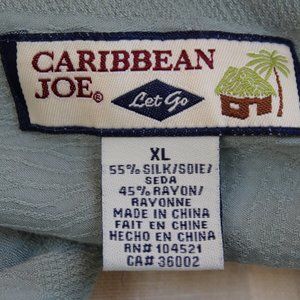 CARIBBEAN
JOE®
Let Go
XL
55% SILK/SOIE/
SEDA
45% RAYON/
RAYONNE
MADE IN CHINA
FAIT EN CHINE
HECHO EN CHINA
RN# 104521
CA# 36002